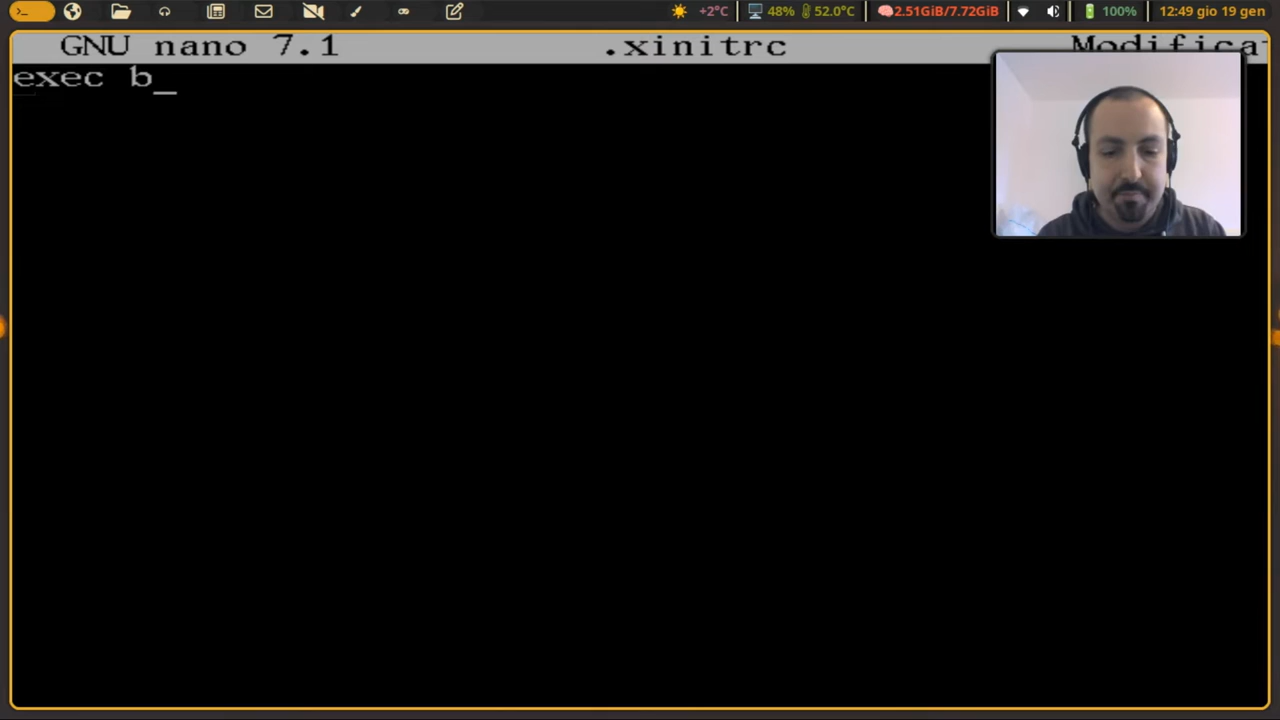 +2°C 48% 52.0°C 2.51GiB/7.72GiB 100% 12:49 gio 19 gen
GNU nano 7.1 .xinitrc Modifica
exec b_